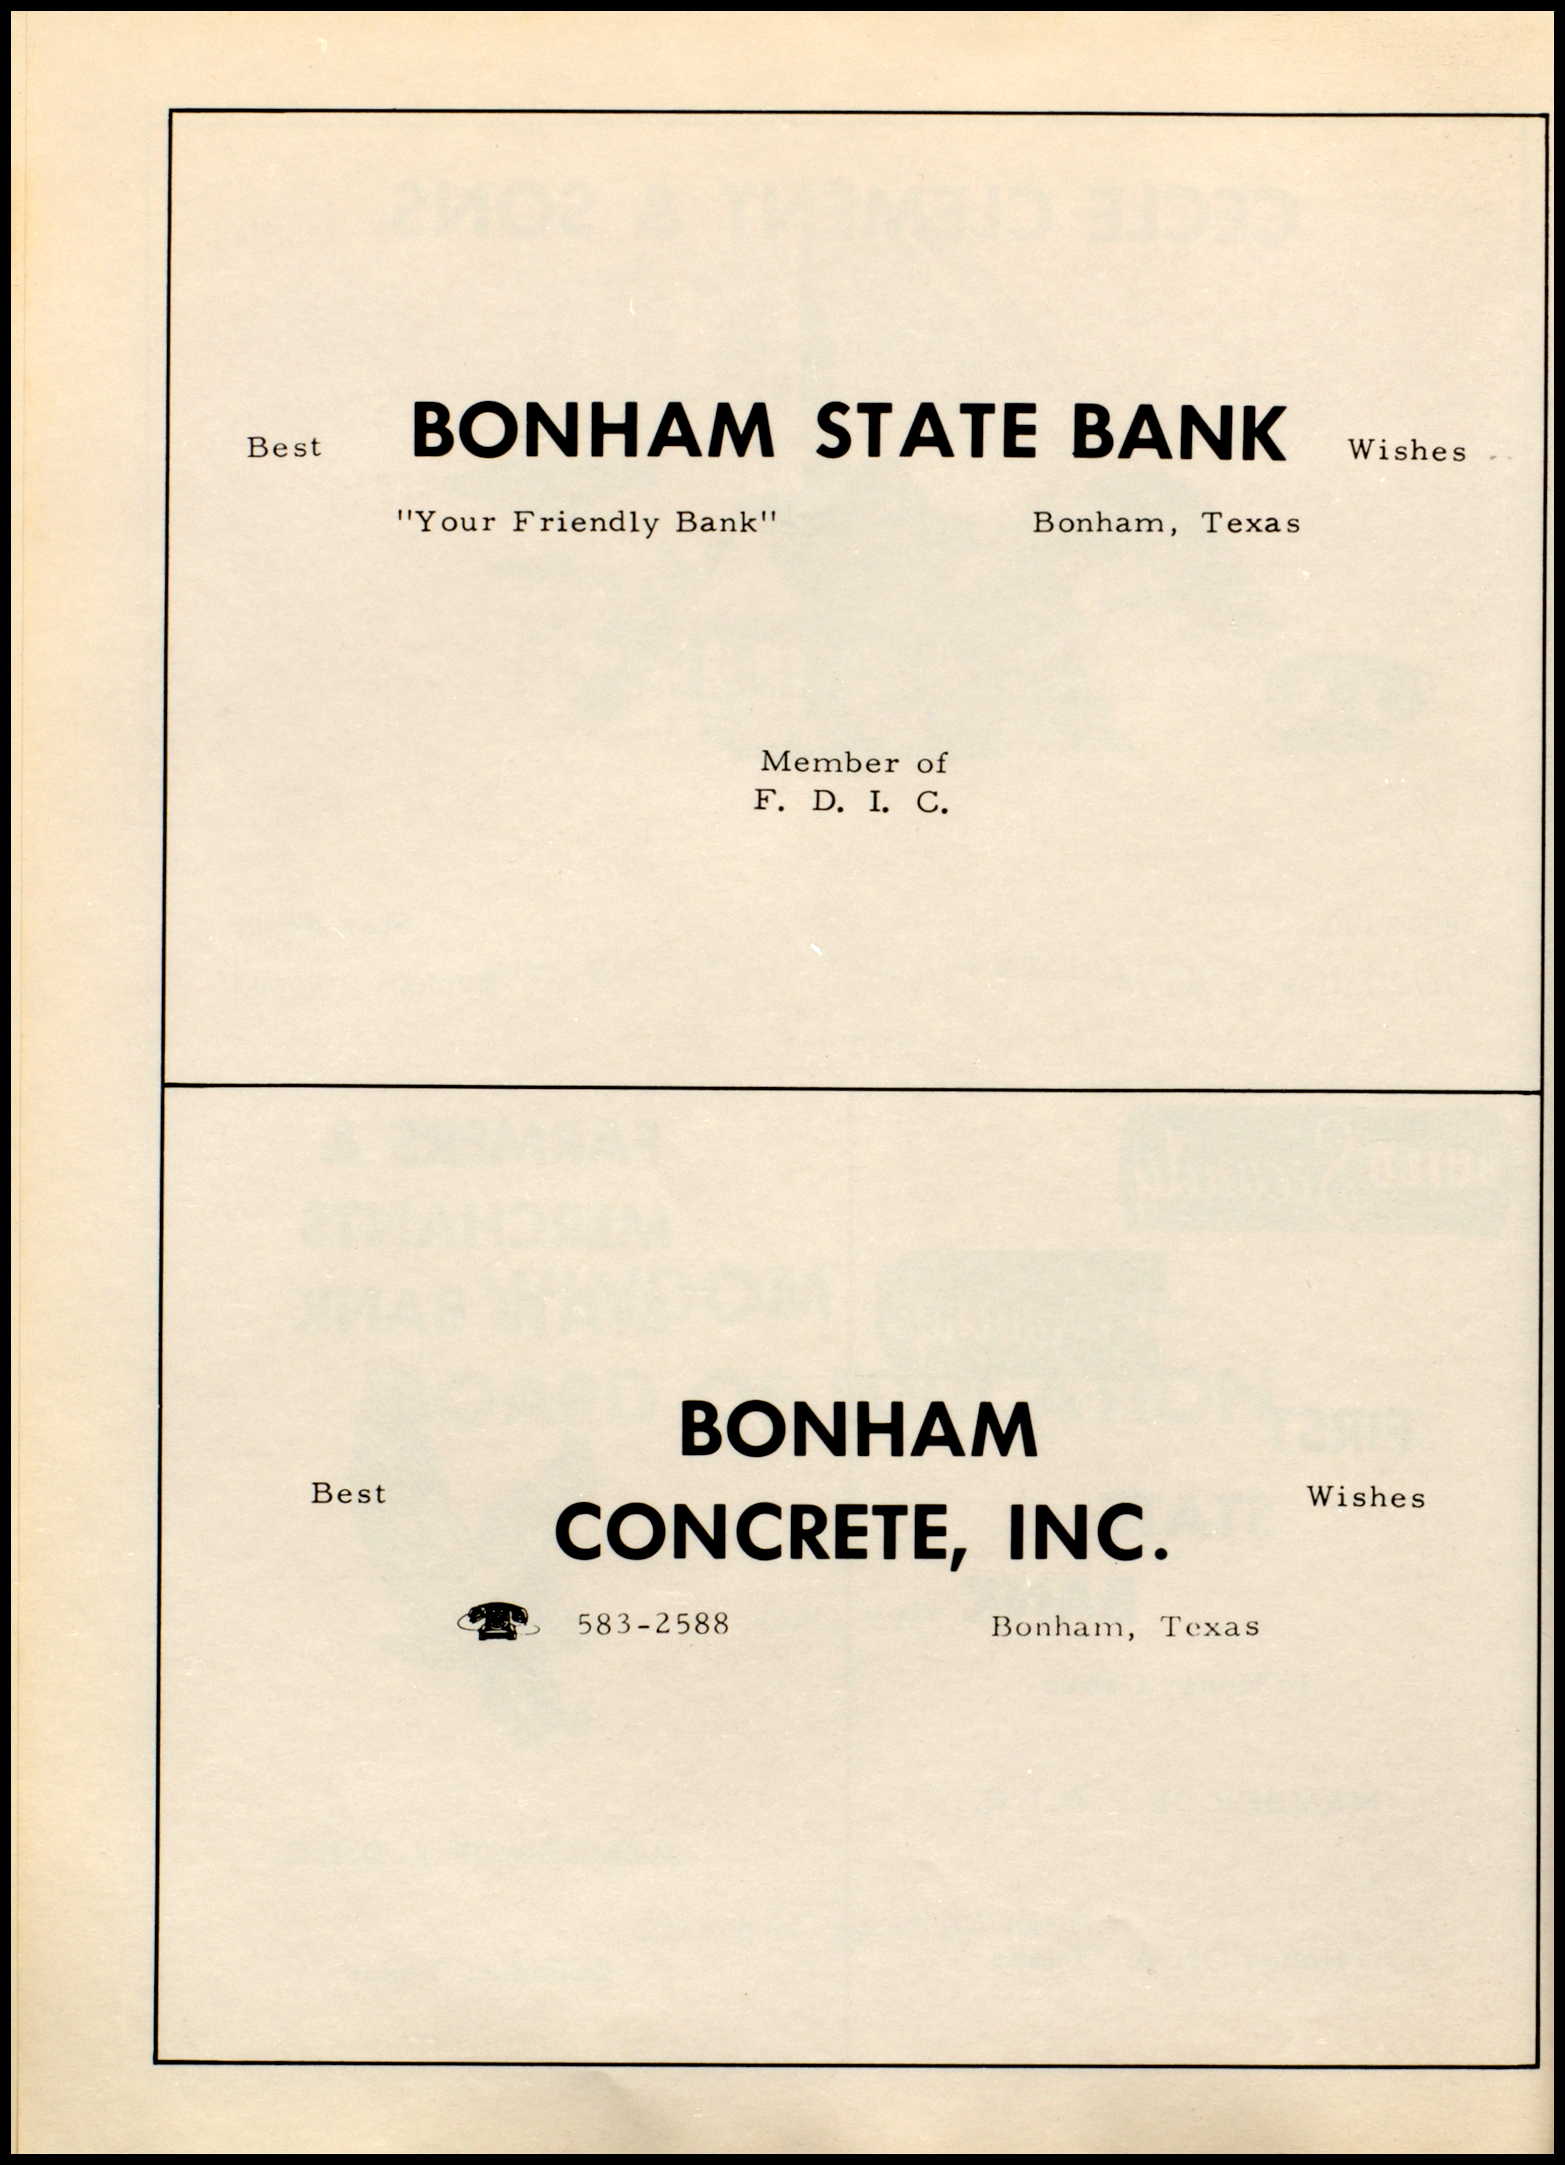 Best BONHAM STATE BANK Wishes
"Your Friendly Bank" Bonham, Texas
Member of
F. D. I. C.
BONHAM
Best Wishes
CONCRETE, INC.
583-2588 Bonham, Texas